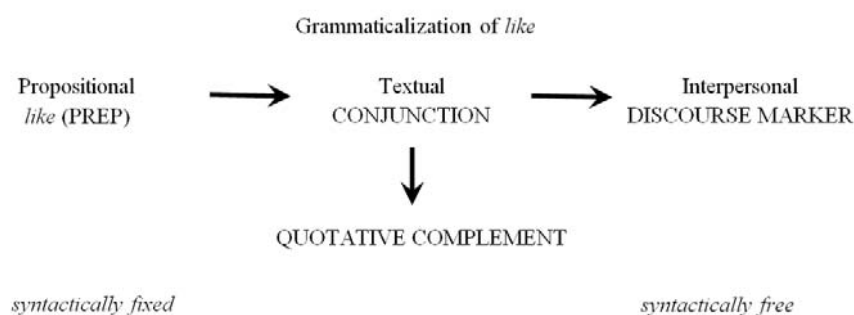 Grammaticalization of like
Propositional
like (PREP)
Textual
CONJUNCTION
Interpersonal
DISCOURSE MARKER
QUOTATIVE COMPLEMENT
syntactically fixed
syntactically free